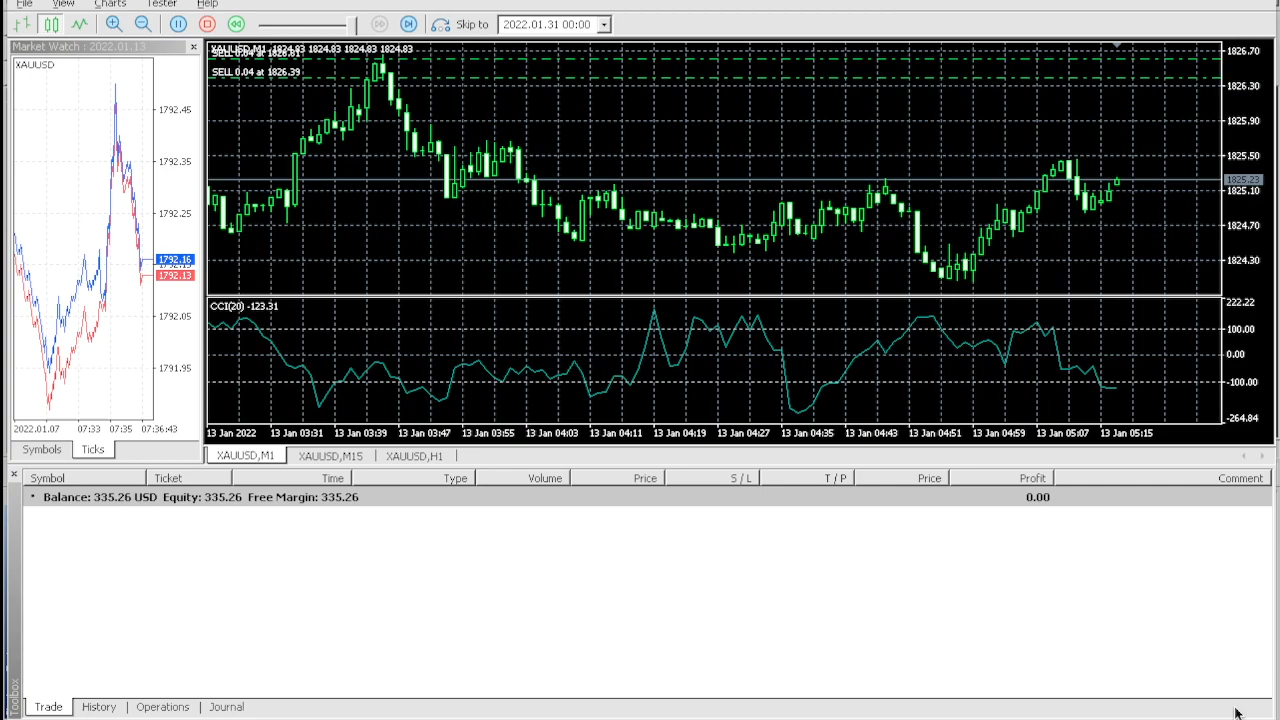 File View Charts Tester Help
Skip to 2022.01.31 00:00
Market Watch : 2022.01.13
XAUUSD
1792.45
1792.35
1792.25
1792.16
1792.13
1792.05
1791.95
2022.01.07 07:33 07:35 07:36:43
Symbols Ticks
XAUUSD,M1 1824.83 1824.83 1824.83 1824.83
SELL 0.04 at 1826.39
1826.70
1826.30
1825.90
1825.50
1825.23
1825.10
1824.70
1824.30
CCI(20) -123.31
222.22
100.00
0.00
-100.00
-264.84
13 Jan 2022 13 Jan 03:31 13 Jan 03:39 13 Jan 03:47 13 Jan 03:55 13 Jan 04:03 13 Jan 04:11 13 Jan 04:19 13 Jan 04:27 13 Jan 04:35 13 Jan 04:43 13 Jan 04:51 13 Jan 04:59 13 Jan 05:07 13 Jan 05:15
XAUUSD,M1 XAUUSD,M15 XAUUSD,H1
Symbol Ticket Time Type Volume Price S / L T / P Price Profit Comment
Balance: 335.26 USD Equity: 335.26 Free Margin: 335.26 0.00
Toolbox
Trade History Operations Journal